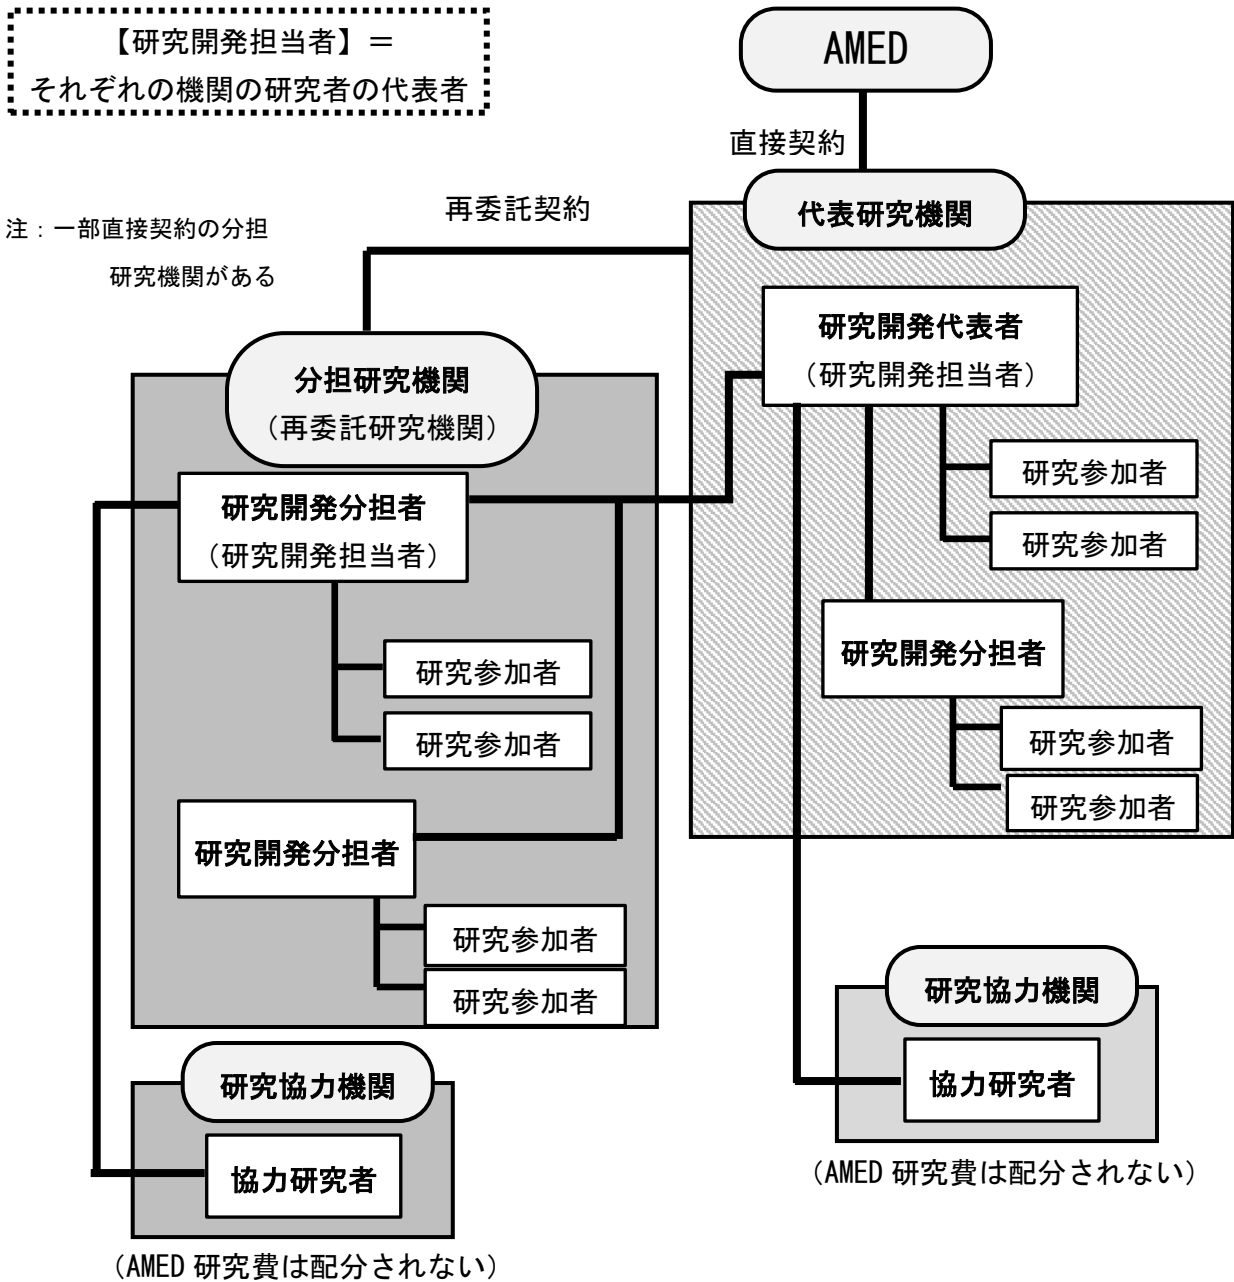 【研究開発担当者】＝
それぞれの機関の研究者の代表者
AMED
直接契約
代表研究機関
再委託契約
注：一部直接契約の分担
研究機関がある
研究開発代表者
（研究開発担当者）
研究参加者
研究参加者
研究開発分担者
研究参加者
研究参加者
分担研究機関
（再委託研究機関）
研究開発分担者
（研究開発担当者）
研究参加者
研究参加者
研究開発分担者
研究参加者
研究参加者
研究協力機関
協力研究者
（AMED 研究費は配分されない）
研究協力機関
協力研究者
（AMED 研究費は配分されない）